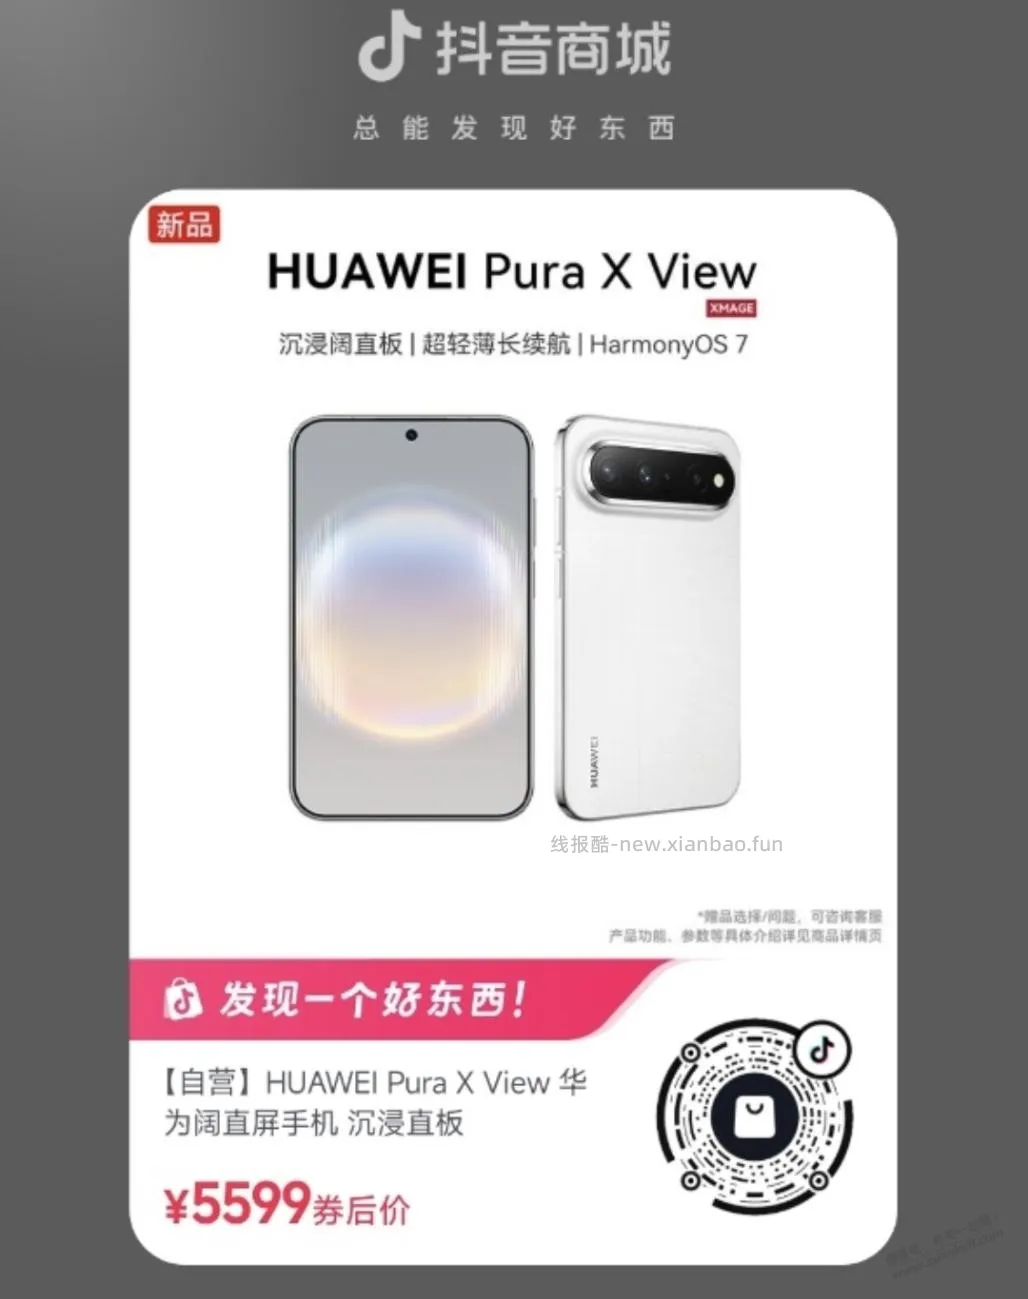 抖音商城
总能发现好东西
新品
HUAWEI Pura X View
XMAGE
沉浸阔直板 | 超轻薄长续航 | HarmonyOS 7
HUAWEI
线报酷-new.xianbao.fun
*赠品选择/问题，可咨询客服
产品功能、参数等具体介绍详见商品详情页
发现一个好东西！
【自营】HUAWEI Pura X View 华
为阔直屏手机 沉浸直板
¥5599券后价